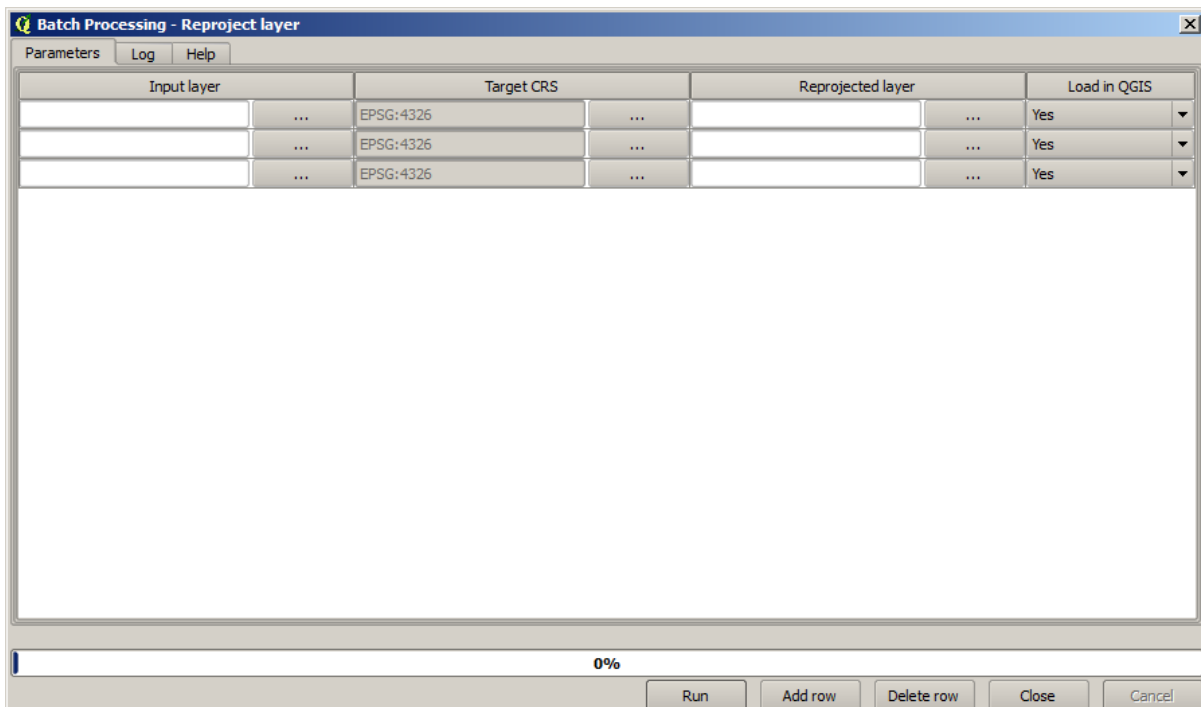 Batch Processing - Reproject layer
Parameters Log Help
Input layer Target CRS Reprojected layer Load in QGIS
... EPSG:4326 ... ... Yes
... EPSG:4326 ... ... Yes
... EPSG:4326 ... ... Yes
0%
Run Add row Delete row Close Cancel